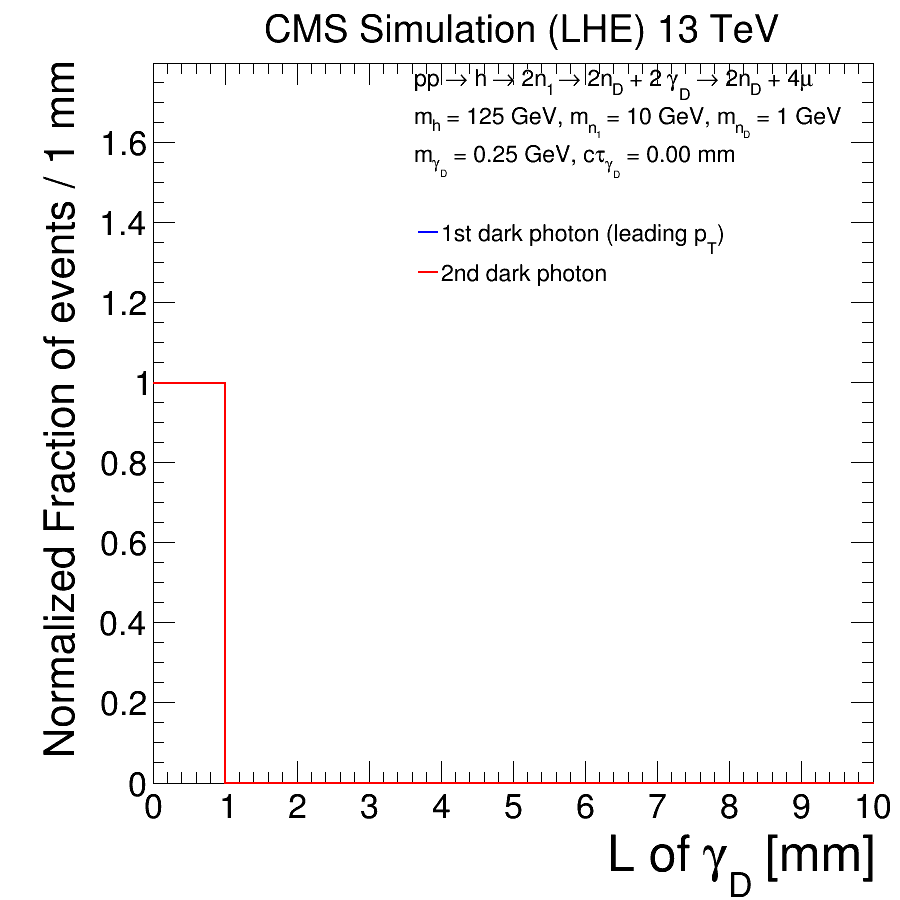 CMS Simulation (LHE) 13 TeV
pp → h → 2n1 → 2nD + 2 γD → 2nD + 4μ
mh = 125 GeV, mn1 = 10 GeV, mnD = 1 GeV
mγD = 0.25 GeV, cτγD = 0.00 mm
1st dark photon (leading pT)
2nd dark photon
Normalized Fraction of events / 1 mm
1.6
1.4
1.2
1
0.8
0.6
0.4
0.2
0
0 1 2 3 4 5 6 7 8 9 10
L of γD [mm]